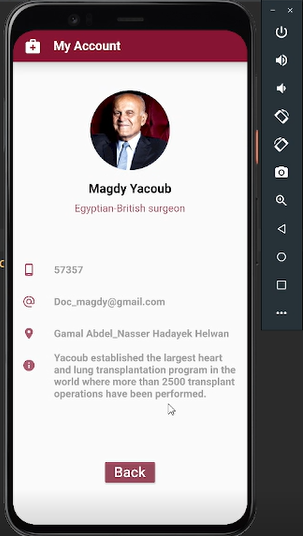 My Account
Magdy Yacoub
Egyptian-British surgeon
57357
Doc_magdy@gmail.com
Gamal Abdel_Nasser Hadayek Helwan
Yacoub established the largest heart
and lung transplantation program in the
world where more than 2500 transplant
operations have been performed.
Back